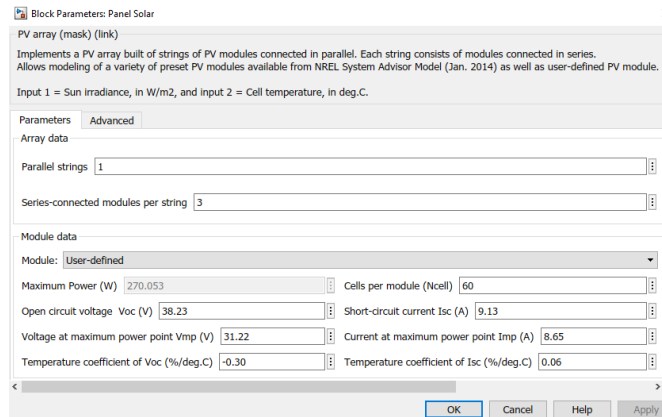 Block Parameters: Panel Solar
PV array (mask) (link)
Implements a PV array built of strings of PV modules connected in parallel. Each string consists of modules connected in series.
Allows modeling of a variety of preset PV modules available from NREL System Advisor Model (Jan. 2014) as well as user-defined PV module.
Input 1 = Sun irradiance, in W/m2, and input 2 = Cell temperature, in deg.C.
Parameters Advanced
Array data
Parallel strings 1
Series-connected modules per string 3
Module data
Module: User-defined
Maximum Power (W) 270.053 Cells per module (Ncell) 60
Open circuit voltage Voc (V) 38.23 Short-circuit current Isc (A) 9.13
Voltage at maximum power point Vmp (V) 31.22 Current at maximum power point Imp (A) 8.65
Temperature coefficient of Voc (%/deg.C) -0.30 Temperature coefficient of Isc (%/deg.C) 0.06
OK Cancel Help Apply